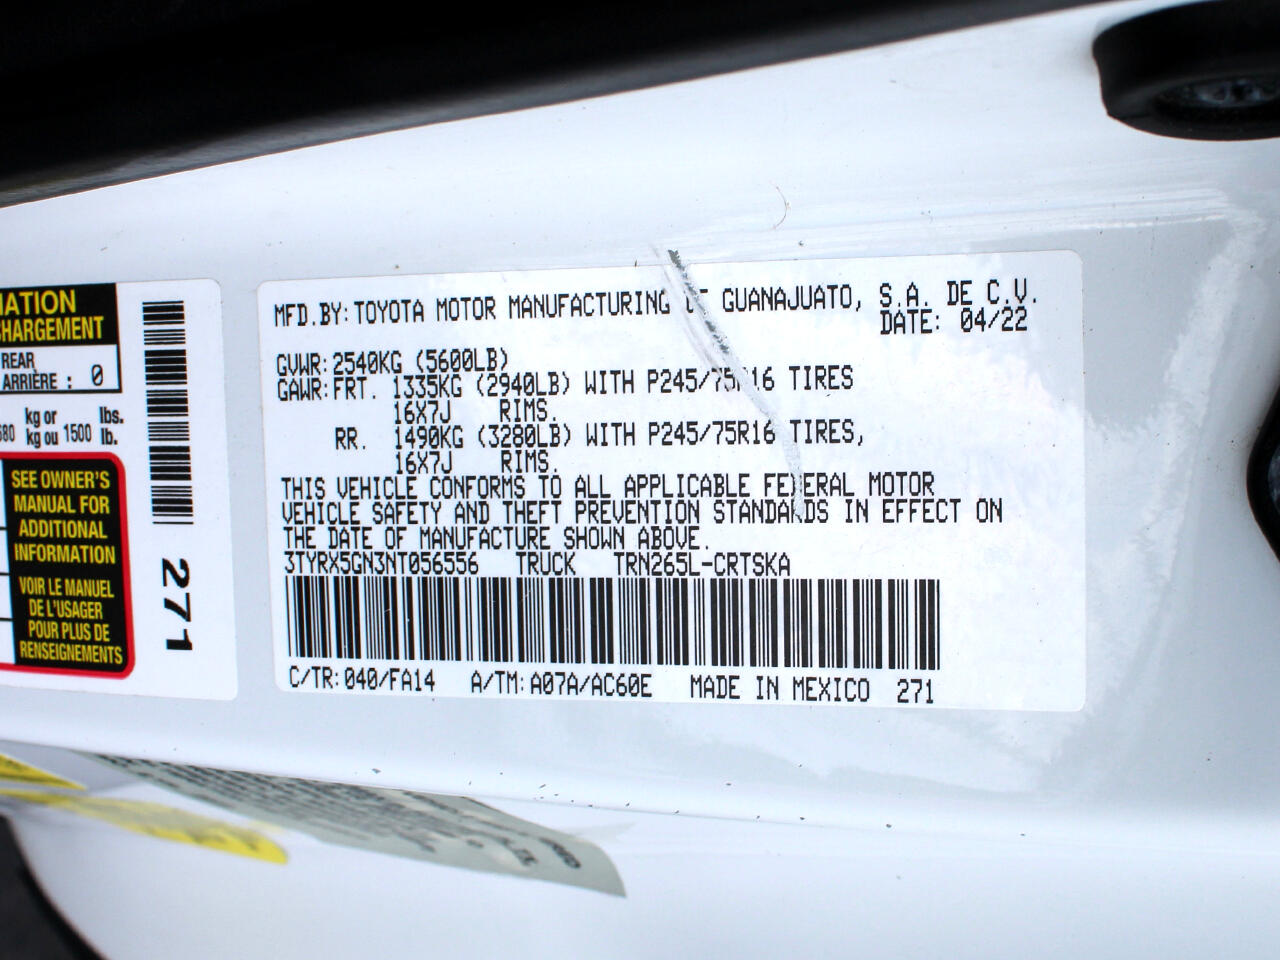 MATION
CHARGEMENT
REAR
ARRIÈRE : 0
kg or lbs.
680 kg ou 1500 lb.
SEE OWNER'S
MANUAL FOR
ADDITIONAL
INFORMATION
VOIR LE MANUEL
DE L'USAGER
POUR PLUS DE
RENSEIGNEMENTS
271
MFD. BY: TOYOTA MOTOR MANUFACTURING GUANAJUATO, S.A. DE C.V.
DATE: 04/22
GVWR: 2540KG (5600LB)
GAWR: FRT. 1335KG (2940LB) WITH P245/75R16 TIRES
16X7J RIMS.
RR. 1490KG (3280LB) WITH P245/75R16 TIRES,
16X7J RIMS.
THIS VEHICLE CONFORMS TO ALL APPLICABLE FEDERAL MOTOR
VEHICLE SAFETY AND THEFT PREVENTION STANDARDS IN EFFECT ON
THE DATE OF MANUFACTURE SHOWN ABOVE.
3TYRX5GN3NT056556 TRUCK TRN265L-CRTSKA
C/TR: 040/FA14 A/TM: A07A/AC60E MADE IN MEXICO 271